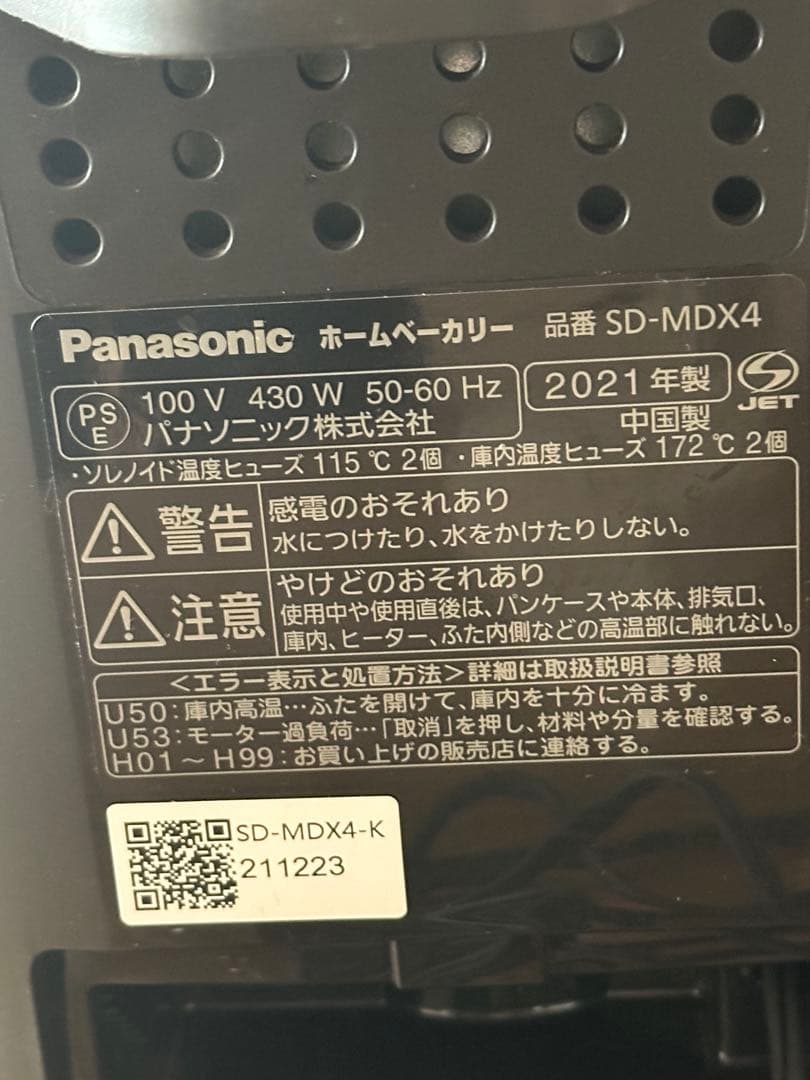 Panasonic ホームベーカリー 品番 SD-MDX4
PS E 100 V 430 W 50-60 Hz 2021年製 JET
パナソニック株式会社 中国製
・ソレノイド温度ヒューズ 115℃ 2個 ・庫内温度ヒューズ 172℃ 2個
警告 感電のおそれあり
水につけたり、水をかけたりしない。
注意 やけどのおそれあり
使用中や使用直後は、パンケースや本体、排気口、
庫内、ヒーター、ふた内側などの高温部に触れない。
<エラー表示と処置方法>詳細は取扱説明書参照
U50:庫内高温…ふたを開けて、庫内を十分に冷ます。
U53:モーター過負荷…「取消」を押し、材料や分量を確認する。
H01~H99:お買い上げの販売店に連絡する。
SD-MDX4-K
211223